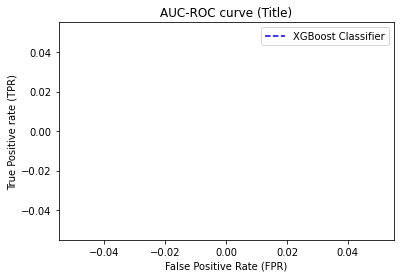 AUC-ROC curve (Title)
XGBoost Classifier
True Positive rate (TPR)
0.04
0.02
0.00
−0.02
−0.04
−0.04
−0.02
0.00
0.02
0.04
False Positive Rate (FPR)